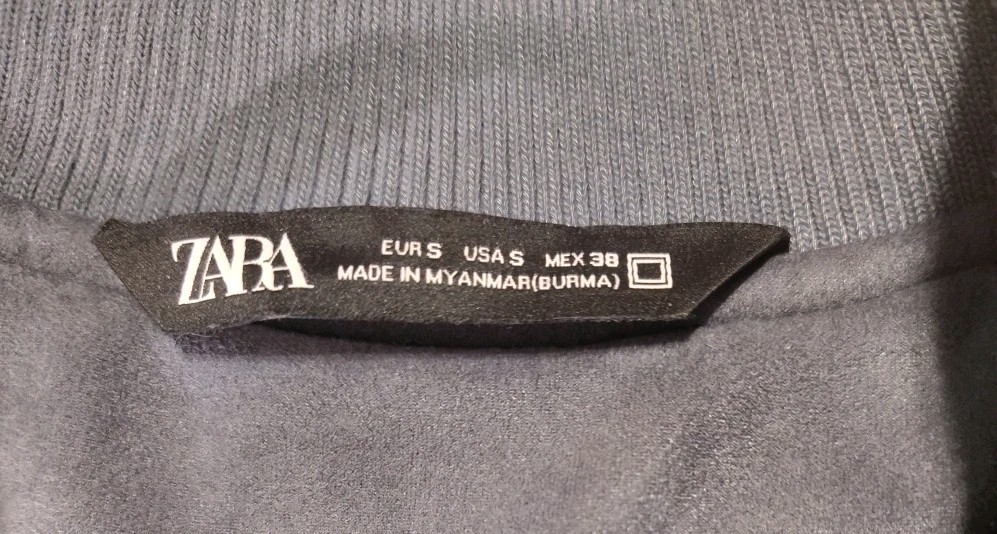 ZARA
EUR S USA S MEX 38
MADE IN MYANMAR(BURMA)